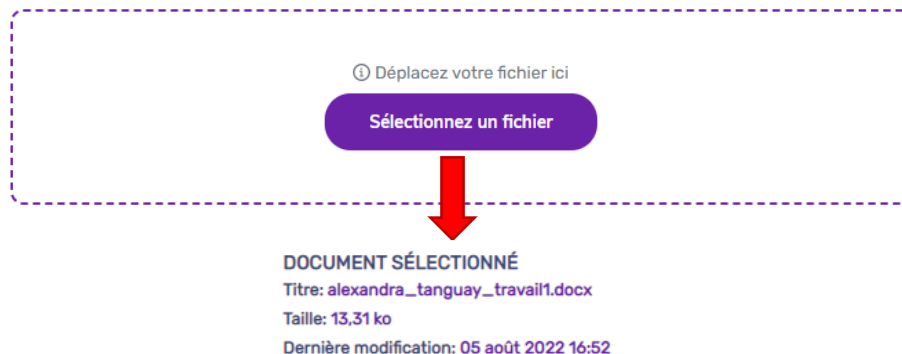 Déplacez votre fichier ici
Sélectionnez un fichier
DOCUMENT SÉLECTIONNÉ
Titre: alexandra_tanguay_travail1.docx
Taille: 13,31 ko
Dernière modification: 05 août 2022 16:52